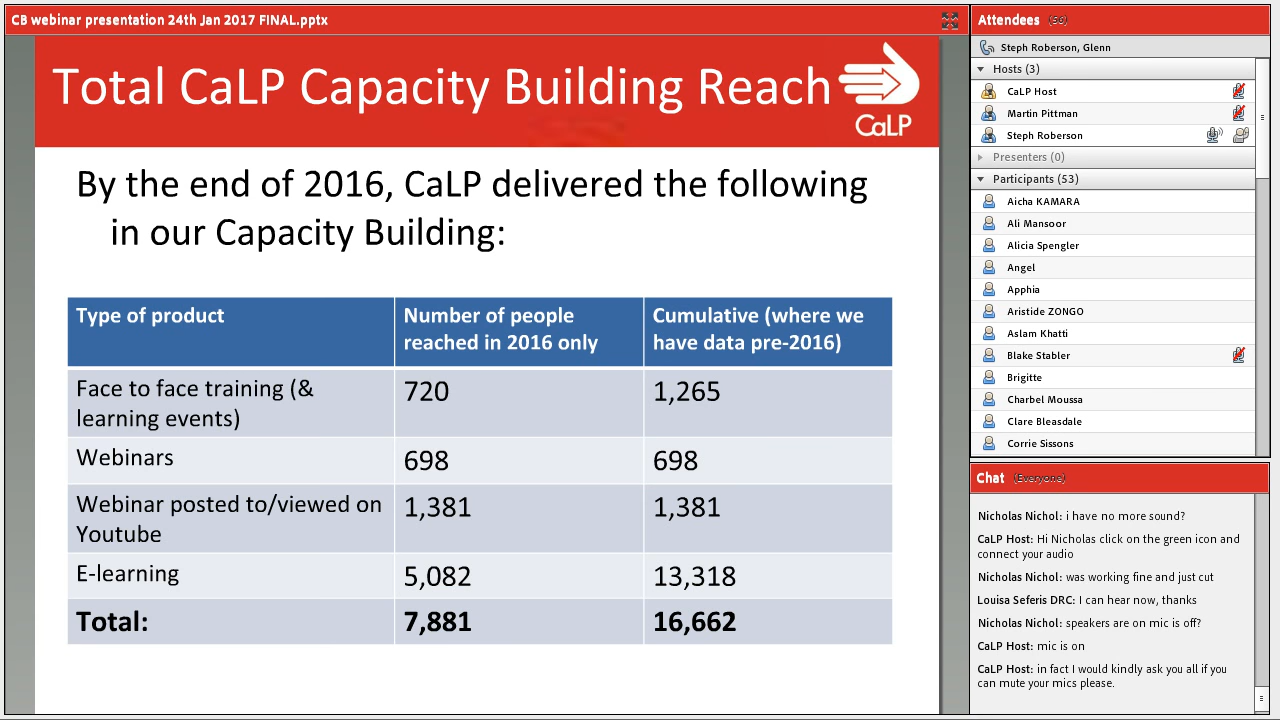 CB webinar presentation 24th Jan 2017 FINAL.pptx
Total CaLP Capacity Building Reach
CaLP
By the end of 2016, CaLP delivered the following
in our Capacity Building:
Type of product
Number of people
reached in 2016 only
Cumulative (where we
have data pre-2016)
Face to face training (&
learning events)
720
1,265
Webinars
698
698
Webinar posted to/viewed on
Youtube
1,381
1,381
E-learning
5,082
13,318
Total:
7,881
16,662
Attendees (56)
Steph Roberson, Glenn
Hosts (3)
CaLP Host
Martin Pittman
Steph Roberson
Presenters (0)
Participants (53)
Aicha KAMARA
Ali Mansoor
Alicia Spengler
Angel
Apphia
Aristide ZONGO
Aslam Khatti
Blake Stabler
Brigitte
Charbel Moussa
Clare Bleasdale
Corrie Sissons
Chat (Everyone)
Nicholas Nichol: i have no more sound?
CaLP Host: Hi Nicholas click on the green icon and
connect your audio
Nicholas Nichol: was working fine and just cut
Louisa Seferis DRC: I can hear now, thanks
Nicholas Nichol: speakers are on mic is off?
CaLP Host: mic is on
CaLP Host: in fact I would kindly ask you all if you
can mute your mics please.